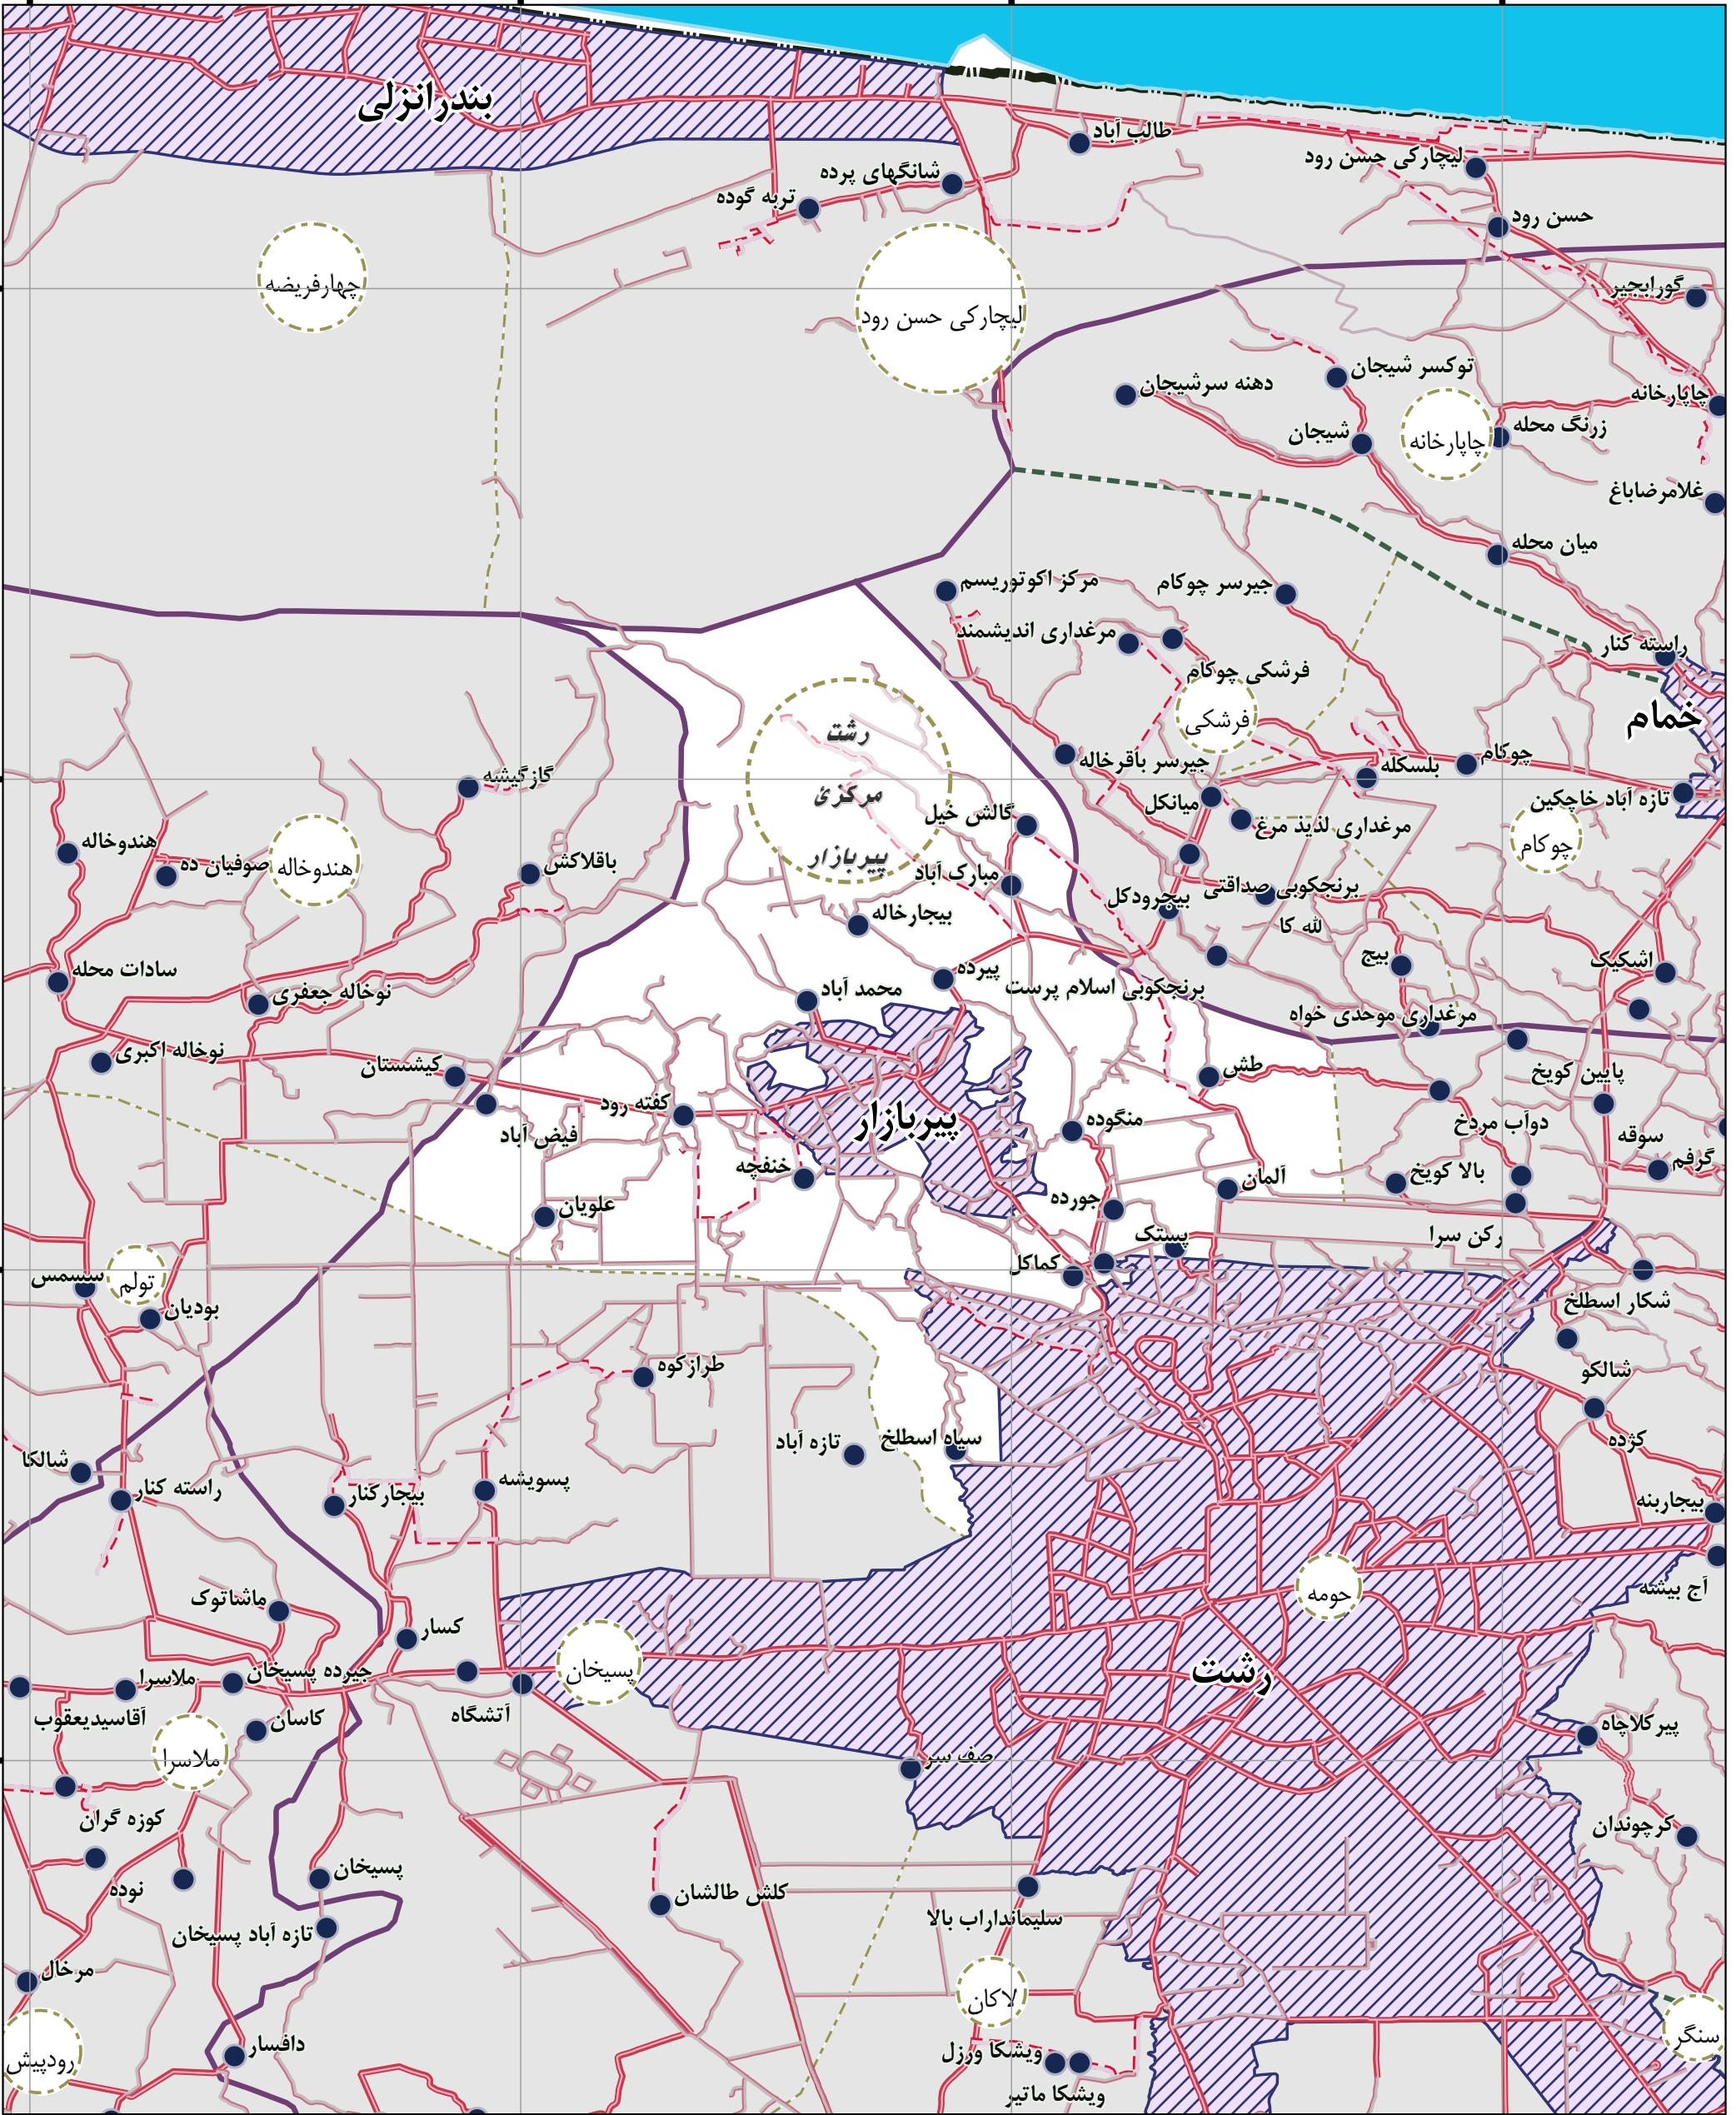 بندرانزلی
طالب آباد
لیچارکی حسن رود
شانگهای پرده
تربه گوده
حسن رود
چهارفریضه
لیچارکی حسن رود
گورابجیر
توکسر شیجان
دهنه سرشیجان
چاپارخانه
زرنگ محله
شیجان
چاپارخانه
غلامرضاباغ
میان محله
مرکز اکوتوریسم
جیرسر چوکام
مرغداری اندیشمند
راسته کنار
فرشکی چوکام
فرشکی
خمام
رشت
چوکام
جیرسر باقرخاله
بلسکله
گازگیشه
مرکزئ
میانکل
تازه آباد خاچکین
گالش خیل
مرغداری لذیذ مرغ
هندوخاله
چوکام
پیربازار
صوفیان ده
هندوخاله
باقلاکش
مبارک آباد
برنجکوبی صداقتی
بیجرودکل
بیجارخاله
لله کا
بیج
اشکیک
سادات محله
پیرده
نوخاله جعفری
محمد آباد
برنجکوبی اسلام پرست
مرغداری موحدی خواه
نوخاله اکبری
کیشستان
طش
پایین کویخ
کفته رود
پیربازار
منگوده
دوآب مردخ
فیض آباد
سوقه
خنفچه
گرفم
بالا کویخ
آلمان
علویان
جورده
پستک
رکن سرا
کماکل
سسمس
تولم
بودیان
شکار اسطلخ
طرازکوه
شالکو
تازه آباد
سیاه اسطلخ
کژده
شالکا
راسته کنار
بیجارکنار
پسویشه
بیجاربنه
حومه
آج بیشه
ماشاتوک
کسار
پسیخان
رشت
ملاسرا
جیرده پسیخان
آقاسیدیعقوب
کاسان
آتشگاه
پیرکلاچاه
ملاسرا
صف سر
کوزه گران
کرچوندان
نوده
پسیخان
کلش طالشان
سلیمانداراب بالا
تازه آباد پسیخان
مرخال
لاکان
سنگر
دافسار
ویشکا ورزل
رودپیش
ویشکا ماتیر